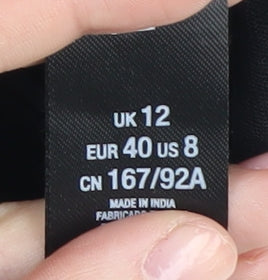 UK 12
EUR 40 US 8
CN 167/92A
MADE IN INDIA
FABRICADO